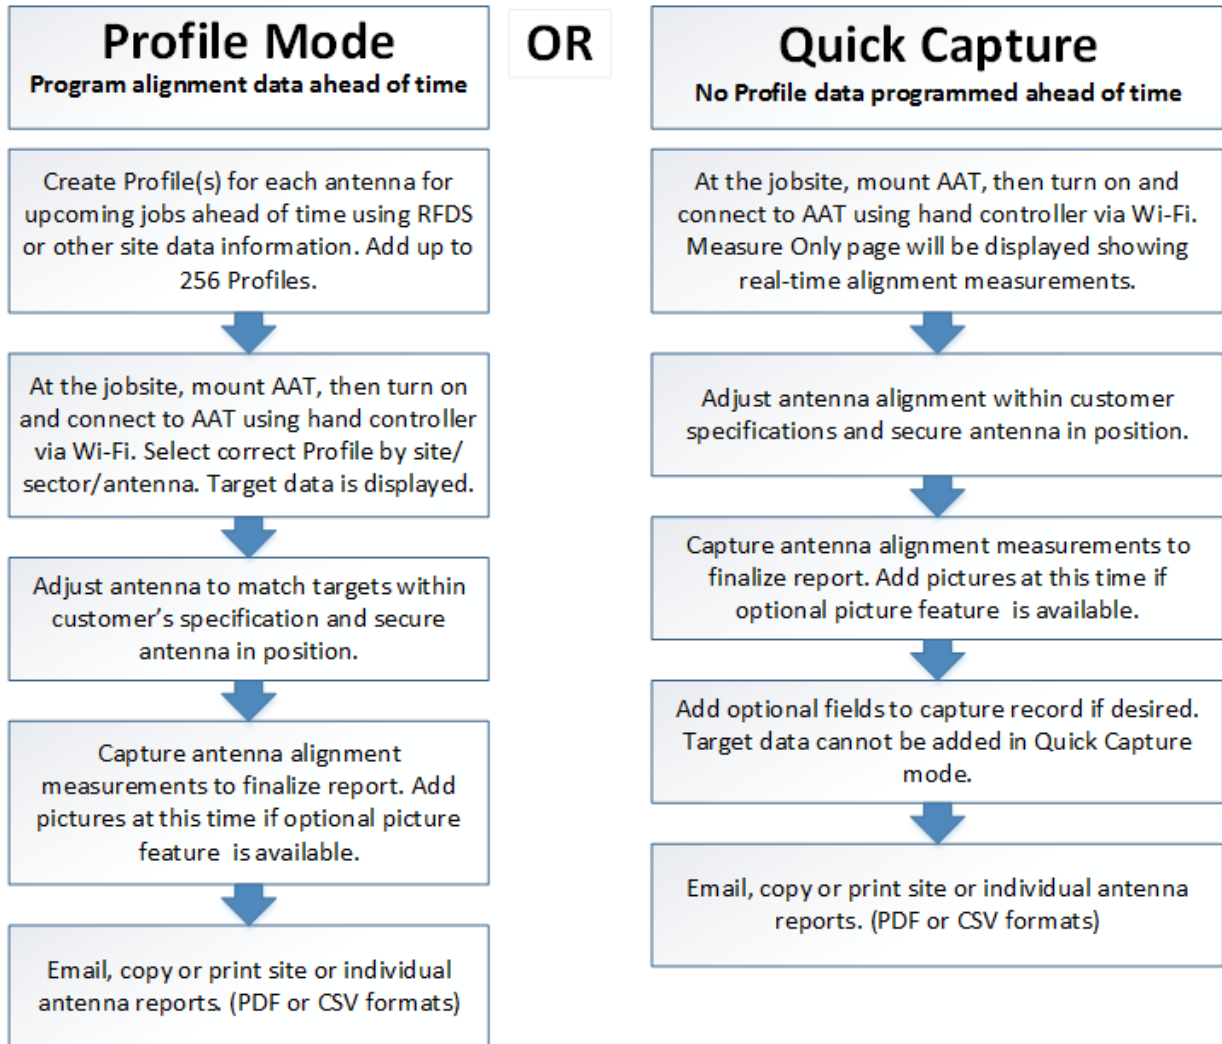 Profile Mode
Program alignment data ahead of time
OR
Quick Capture
No Profile data programmed ahead of time
Create Profile(s) for each antenna for
upcoming jobs ahead of time using RFDS
or other site data information. Add up to
256 Profiles.
At the jobsite, mount AAT, then turn on
and connect to AAT using hand controller
via Wi-Fi. Select correct Profile by site/
sector/antenna. Target data is displayed.
Adjust antenna to match targets within
customer’s specification and secure
antenna in position.
Capture antenna alignment
measurements to finalize report. Add
pictures at this time if optional picture
feature  is available.
Email, copy or print site or individual
antenna reports. (PDF or CSV formats)
At the jobsite, mount AAT, then turn on and
connect to AAT using hand controller via Wi-Fi.
Measure Only page will be displayed showing
real-time alignment measurements.
Adjust antenna alignment within customer
specifications and secure antenna in position.
Capture antenna alignment measurements to
finalize report. Add pictures at this time if
optional picture feature  is available.
Add optional fields to capture record if desired.
Target data cannot be added in Quick Capture
mode.
Email, copy or print site or individual antenna
reports. (PDF or CSV formats)